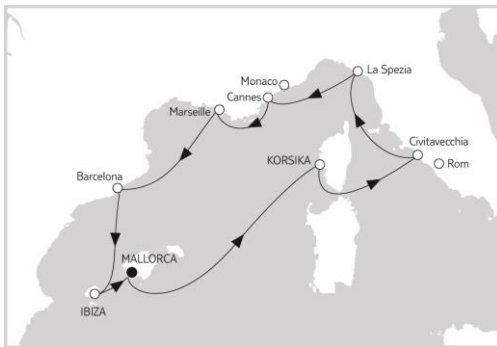 La Spezia
Monaco
Cannes
Marseille
Civitavecchia
KORSIKA
Rom
Barcelona
MALLORCA
IBIZA